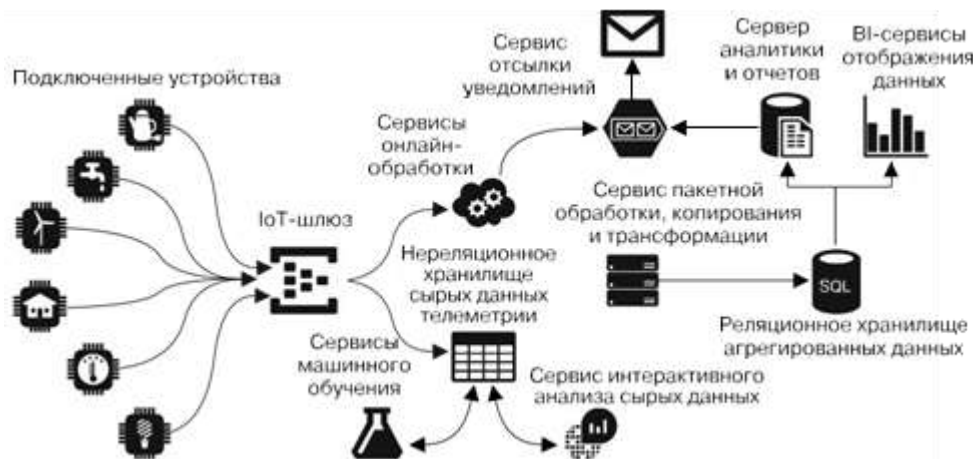 Подключенные устройства
IoT-шлюз
Сервисы
онлайн-
обработки
Сервис
отсылки
уведомлений
Сервер
аналитики
и отчетов
BI-сервисы
отображения
данных
Сервис пакетной
обработки, копирования
и трансформации
SQL
Реляционное хранилище
агрегированных данных
Нереляционное
хранилище
сырых данных
телеметрии
Сервисы
машинного
обучения
Сервис интерактивного
анализа сырых данных